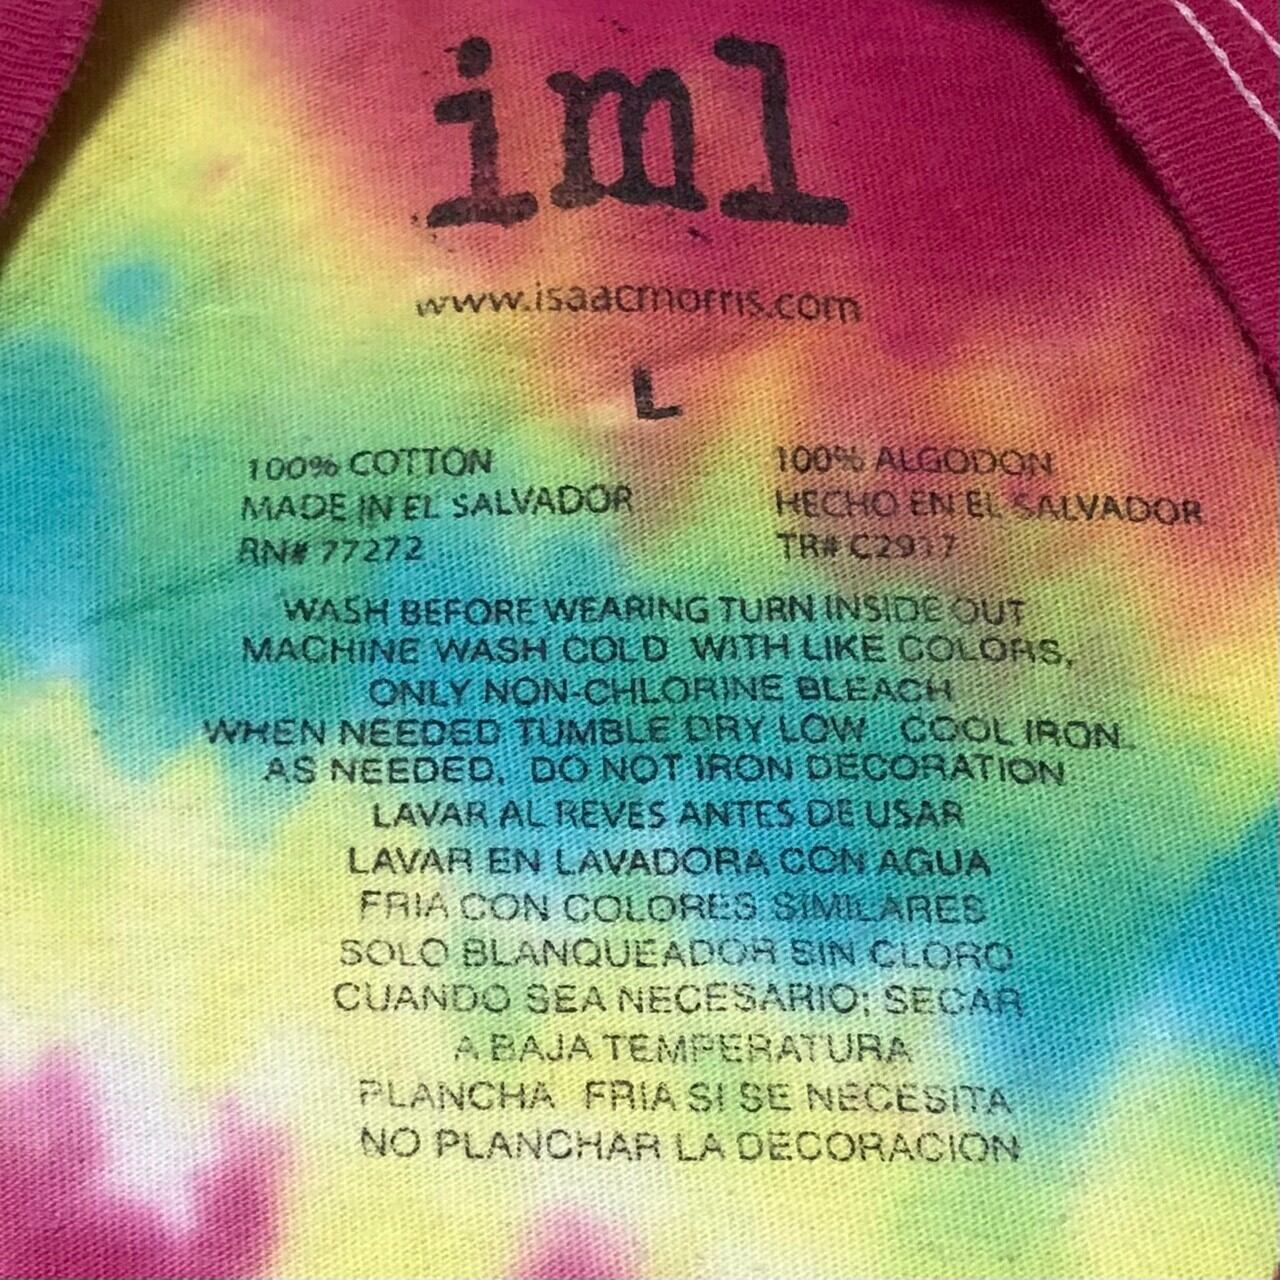 iml
www.isaacmorris.com
L
100% COTTON
MADE IN EL SALVADOR
RN# 77272
100% ALGODON
HECHO EN EL SALVADOR
TR# C2917
WASH BEFORE WEARING TURN INSIDE OUT
MACHINE WASH COLD WITH LIKE COLORS,
ONLY NON-CHLORINE BLEACH
WHEN NEEDED TUMBLE DRY LOW. COOL IRON
AS NEEDED. DO NOT IRON DECORATION
LAVAR AL REVES ANTES DE USAR
LAVAR EN LAVADORA CON AGUA
FRIA CON COLORES SIMILARES
SOLO BLANQUEADOR SIN CLORO
CUANDO SEA NECESARIO; SECAR
A BAJA TEMPERATURA
PLANCHA FRIA SI SE NECESITA
NO PLANCHAR LA DECORACION